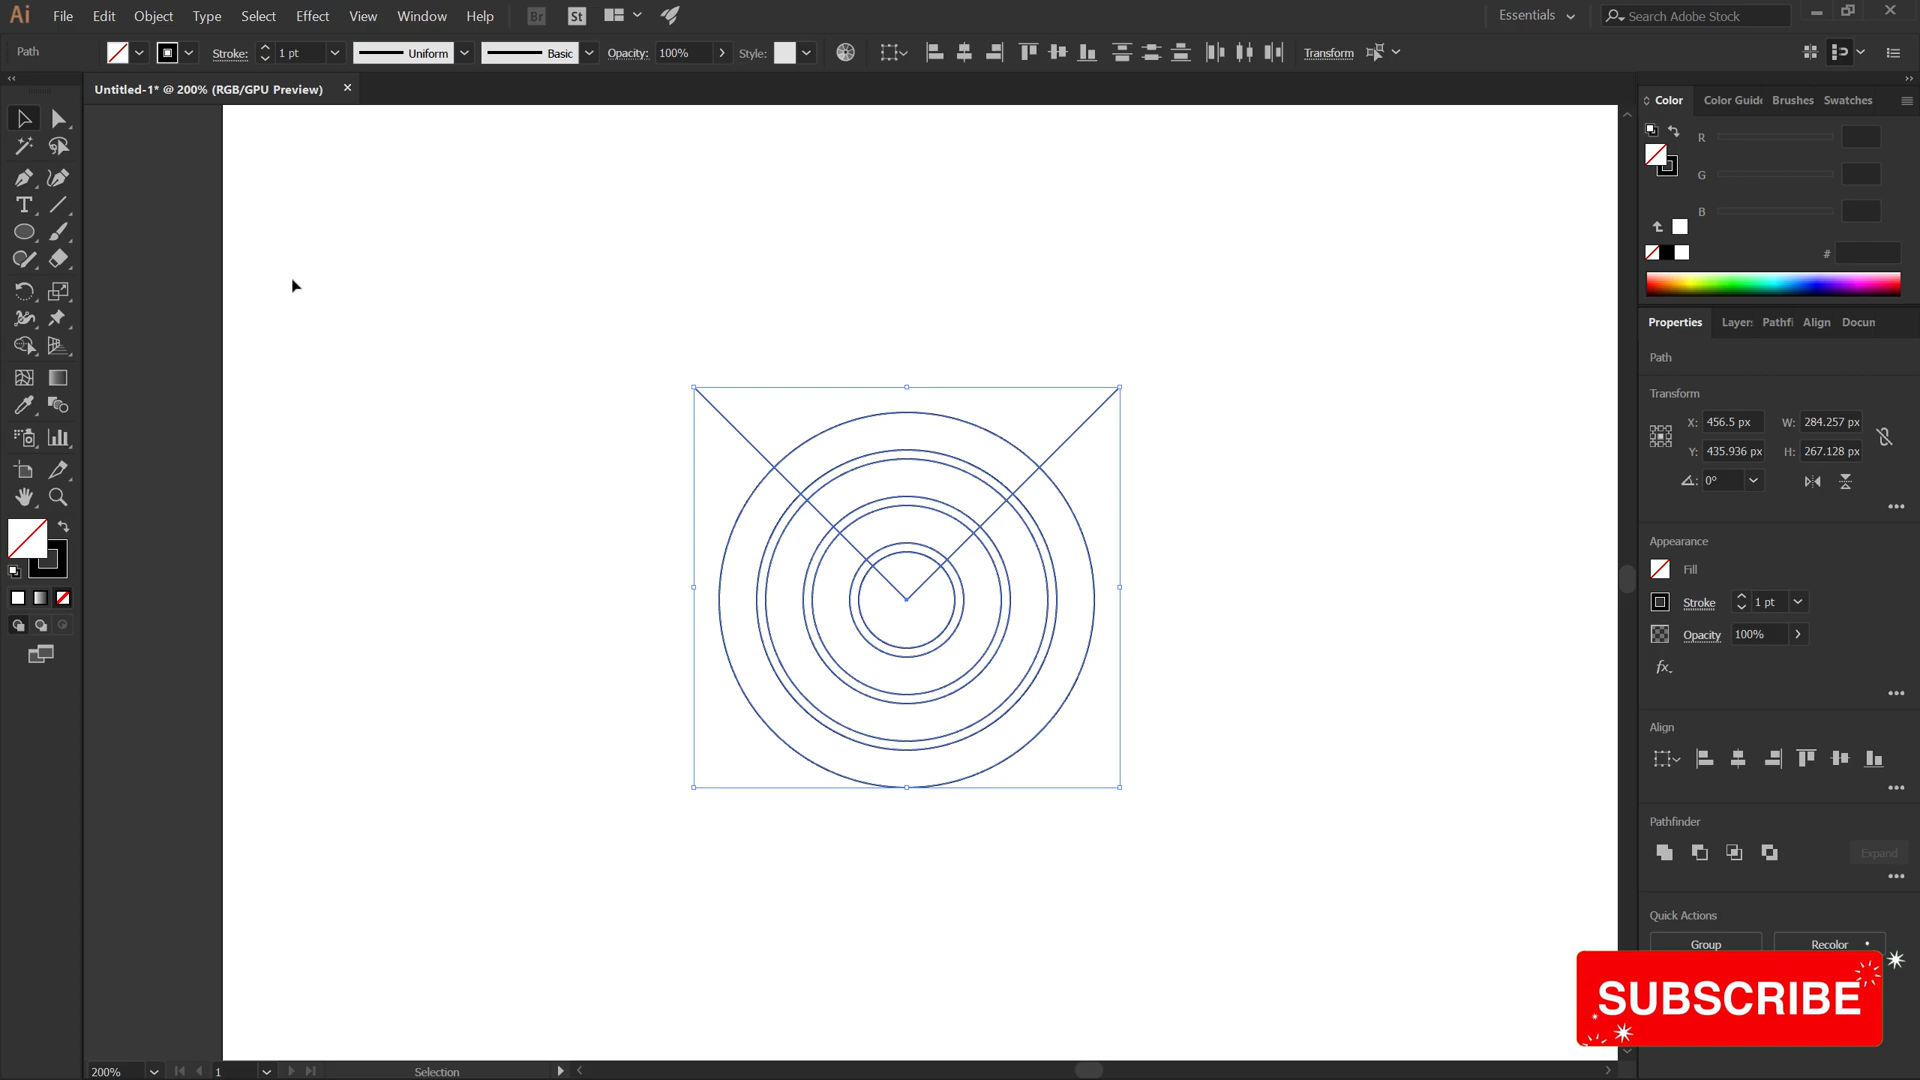 Ai File Edit Object Type Select Effect View Window Help Br St Essentials Search Adobe Stock
Path Stroke: 1 pt Uniform Basic Opacity: 100% Style: Transform
Untitled-1* @ 200% (RGB/GPU Preview)
Color Color Guide Brushes Swatches
R
G
B
#
Properties Layer: Pathfi Align Docun
Path
Transform
X: 456.5 px W: 284.257 px
Y: 435.936 px H: 267.128 px
0°
Appearance
Fill
Stroke 1 pt
Opacity 100%
fx.
Align
Pathfinder
Expand
Quick Actions
Group Recolor
SUBSCRIBE
200% 1 Selection